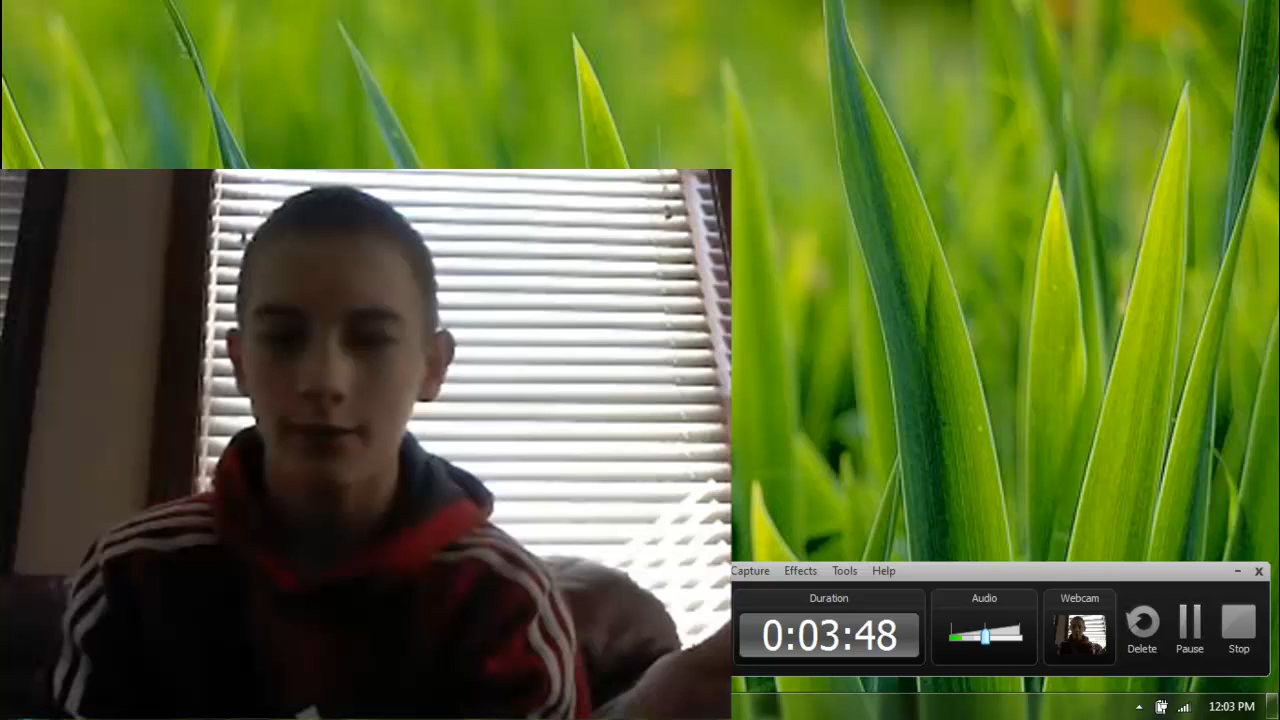 Capture Effects Tools Help
Duration
Audio
Webcam
0:03:48
Delete
Pause
Stop
12:03 PM